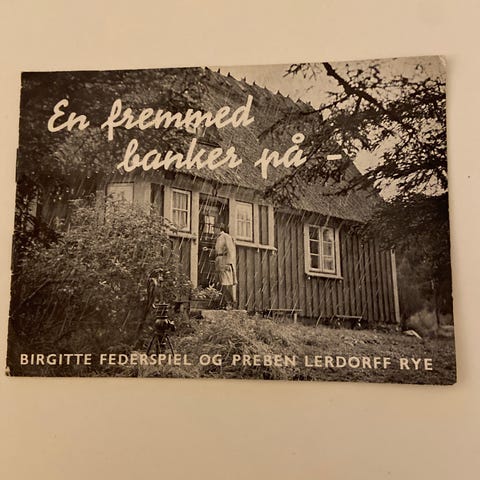 En fremmed
banker på –
BIRGITTE FEDERSPIEL OG PREBEN LERDORFF RYE